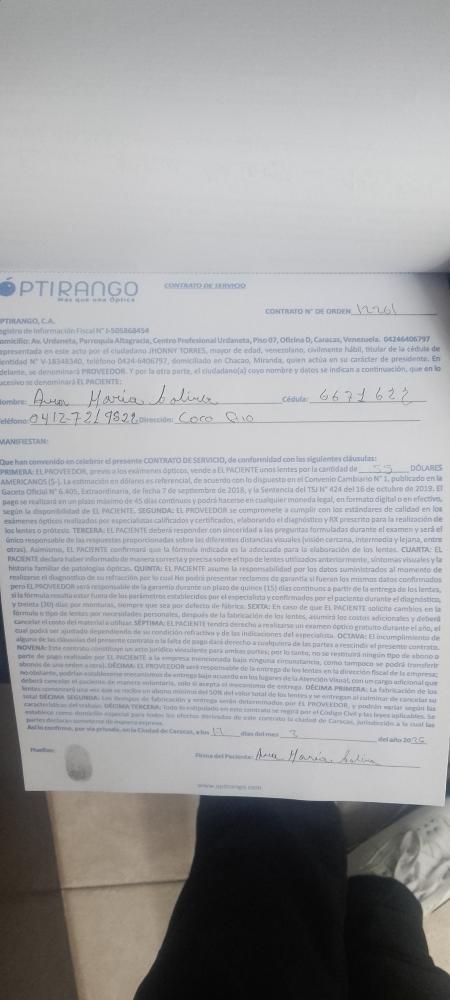 ÓPTIRANGO
Más que una Óptica
CONTRATO DE SERVICIO
CONTRATO N° DE ORDEN 12261
PTIRANGO, C.A.
egistro de Información Fiscal N° J-505868454
omicilio: Av. Urdaneta, Parroquia Altagracia, Centro Profesional Urdaneta, Piso 07, Oficina D, Caracas, Venezuela. 04246406797
epresentada en este acto por el ciudadano JHONNY TORRES, mayor de edad, venezolano, civilmente hábil, titular de la cédula de
entidad N° V-18348340, teléfono 0424-6406797, domiciliado en Chacao, Miranda, quien actúa en su carácter de presidente. En
delante, se denominará PROVEEDOR. Y por la otra parte, el ciudadano(a) cuyo nombre y datos se indican a continuación, que en lo
ucesivo se denominará EL PACIENTE:
Nombre: Ana María Cédula:
Teléfono: Dirección: Coco
MANIFIESTAN:
Que han convenido en celebrar el presente CONTRATO DE SERVICIO, de conformidad con las siguientes cláusulas:
PRIMERA: EL PROVEEDOR, previo a los exámenes ópticos, vende a EL PACIENTE unos lentes por la cantidad de 55 DÓLARES
AMERICANOS ($-). La estimación en dólares es referencial, de acuerdo con lo dispuesto en el Convenio Cambiario N° 1, publicado en la
Gaceta Oficial N° 6.405, Extraordinaria, de fecha 7 de septiembre de 2018, y la Sentencia del TSJ N° 424 del 16 de octubre de 2019. El
pago se realizará en un plazo máximo de 45 días continuos y podrá hacerse en cualquier moneda legal, en formato digital o en efectivo,
según la disponibilidad de EL PACIENTE. SEGUNDA: EL PROVEEDOR se compromete a cumplir con los estándares de calidad en los
exámenes ópticos realizados por especialistas calificados y certificados, elaborando el diagnóstico y RX prescrito para la realización de
los lentes o prótesis. TERCERA: EL PACIENTE deberá responder con sinceridad a las preguntas formuladas durante el examen y será el
único responsable de las respuestas proporcionadas sobre las diferentes distancias visuales (visión cercana, intermedia y lejana, entre
otras). Asimismo, EL PACIENTE confirmará que la fórmula indicada es la adecuada para la elaboración de los lentes. CUARTA: EL
PACIENTE declara haber informado de manera correcta y precisa sobre el tipo de lentes utilizados anteriormente, síntomas visuales y la
historia familiar de patologías ópticas. QUINTA: EL PACIENTE asume la responsabilidad por los datos suministrados al momento de
realizarse el diagnostico de su refracción por lo cual No podrá presentar reclamos de garantía si fueran los mismos datos confirmados
pero EL PROVEEDOR será responsable de la garantía durante un plazo de quince (15) días continuos a partir de la entrega de los lentes,
si la fórmula resulta estar fuera de los parámetros establecidos por el especialista y confirmados por el paciente durante el diagnóstico,
y treinta (30) días por monturas, siempre que sea por defecto de fábrica. SEXTA: En caso de que EL PACIENTE solicite cambios en la
fórmula o tipo de lentes por necesidades personales, después de la fabricación de los lentes, asumirá los costos adicionales y deberá
cancelar el costo del material a utilizar. SÉPTIMA: EL PACIENTE tendrá derecho a realizarse un examen óptico gratuito durante el año, el
cual podrá ser ajustado dependiendo de su condición refractiva y de las indicaciones del especialista. OCTAVA: El incumplimiento de
alguna de las cláusulas del presente contrato o la falta de pago dará derecho a cualquiera de las partes a rescindir el presente contrato.
NOVENA: Este contrato constituye un acto jurídico vinculante para ambas partes; por lo tanto, no se restituirá ningún tipo de abono o
parte de pago realizado por EL PACIENTE a la empresa mencionada bajo ninguna circunstancia, como tampoco se podrá transferir
abonos de una orden a otra). DÉCIMA: EL PROVEEDOR será responsable de la entrega de los lentes en la dirección fiscal de la empresa;
no obstante, podrían establecerse mecanismos de entrega bajo acuerdo en los lugares de la Atención Visual, con un cargo adicional que
deberá cancelar el paciente de manera voluntaria, solo si acepta el mecanismo de entrega. DÉCIMA PRIMERA: La fabricación de los
lentes comenzará una vez que se reciba un abono mínimo del 50% del valor total de los lentes y se entregan al culminar de cancelar su
total DÉCIMA SEGUNDA: Los tiempos de fabricación y entrega serán determinados por EL PROVEEDOR, y podrán variar según las
características del trabajo. DÉCIMA TERCERA: Todo lo estipulado en este contrato se regirá por el Código Civil y las leyes aplicables. Se
establece como domicilio especial para todos los efectos derivados de este contrato la ciudad de Caracas, jurisdicción a la cual las
partes declaran someterse de manera expresa.
Así lo confirmo, por vía privada, en la Ciudad de Caracas, a los 17 días del mes 3 del año 20
Huellas:
Firma del Paciente: Ana María
www.optirango.com